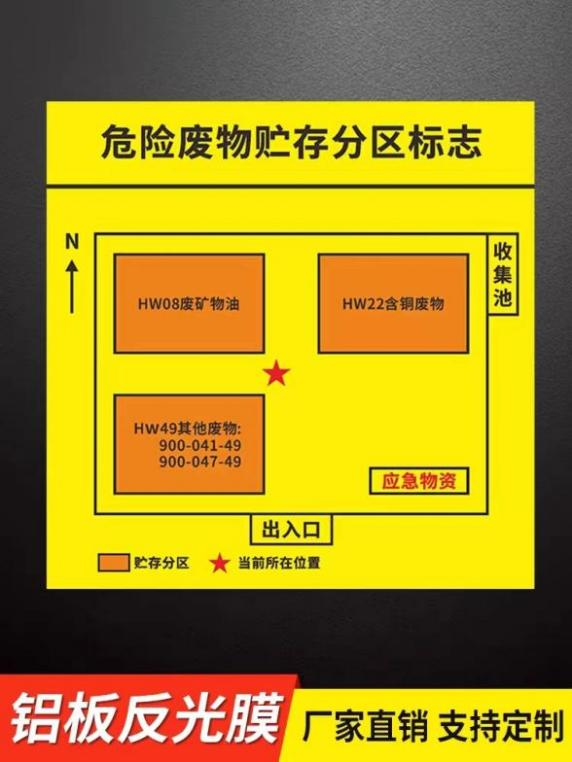 危险废物贮存分区标志
N
收集池
HW08废矿物油
HW22含铜废物
HW49其他废物:
900-041-49
900-047-49
应急物资
出入口
贮存分区
当前所在位置
铝板反光膜
厂家直销 支持定制